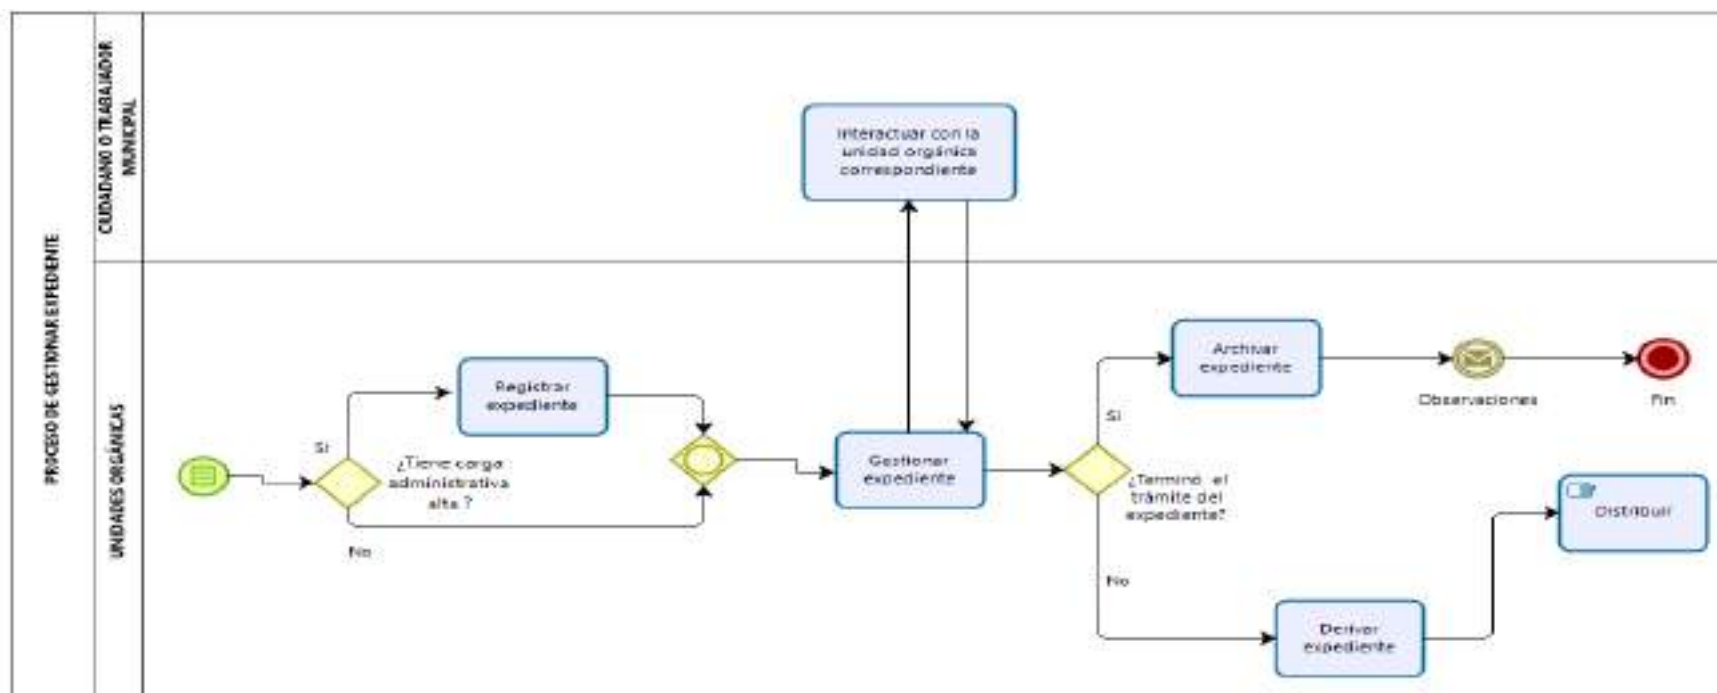 PROCESO DE GESTIONAR EXPEDIENTE
CIUDADANO O TRABAJADOR
MUNICIPAL
UNIDADES ORGÁNICAS
Interactuar con la
unidad orgánica
correspondiente
Si
¿Tiene carga
administrativa
alta ?
No
Registrar
expediente
Gestionar
expediente
Si
¿Terminó el
trámite del
expediente?
No
Archivar
expediente
Observaciones
Fin
Derivar
expediente
Distribuir